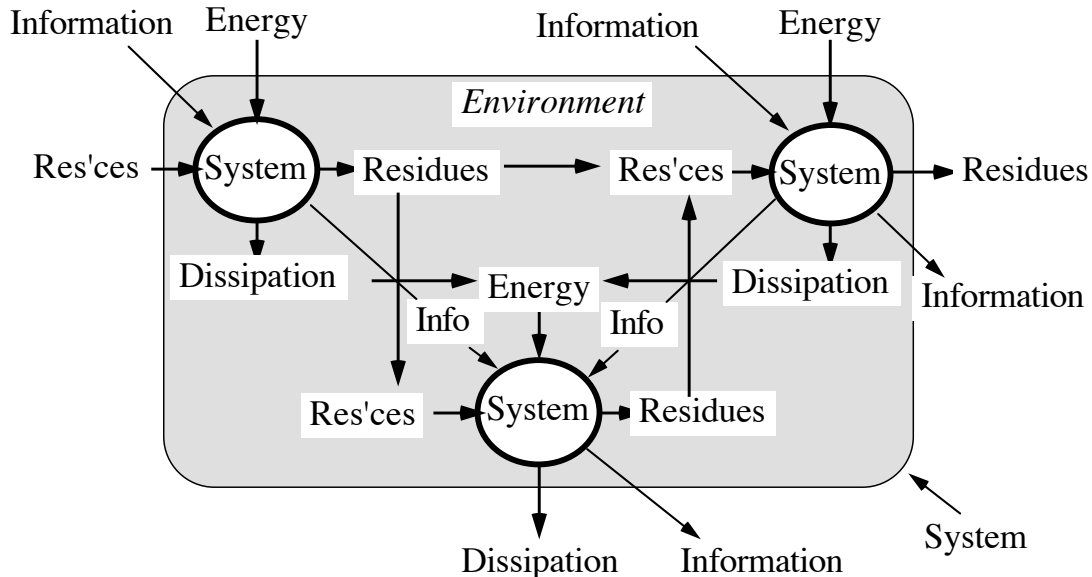 Information
Energy
Information
Energy
Environment
Res'ces
System
Residues
Res'ces
System
Residues
Dissipation
Energy
Dissipation
Information
Info
Info
Res'ces
System
Residues
System
Dissipation
Information